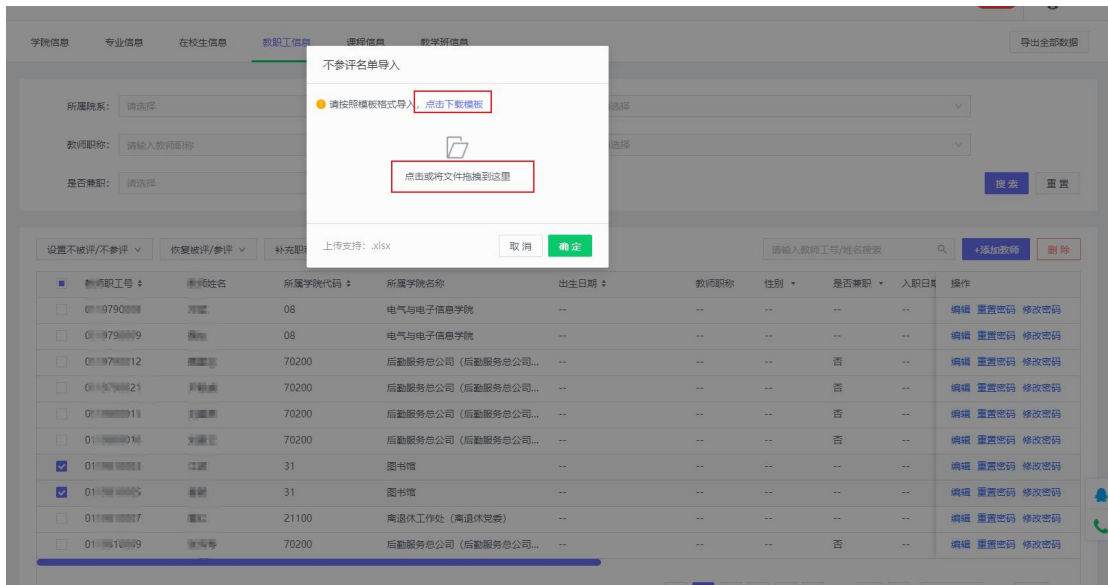 学院信息 专业信息 在校生信息 教职工信息 课程信息 教学班信息 导出全部数据
不参评名单导入
请按照模板格式导入，点击下载模板
点击或将文件拖拽到这里
上传支持：.xlsx 取消 确定
所属院系： 请选择
教师职称： 请输入教师职称
是否兼职： 请选择
搜索 重置
设置不被评/不参评 恢复被评/参评 补充职 请输入教师工号/姓名搜索 +添加教师 删除
教师职工号 教师姓名 所属学院代码 所属学院名称 出生日期 教师职称 性别 是否兼职 入职日期 操作
08 电气与电子信息学院 -- -- -- -- -- 编辑 重置密码 修改密码
08 电气与电子信息学院 -- -- -- -- -- 编辑 重置密码 修改密码
70200 后勤服务总公司（后勤服务总公司... -- -- -- 否 -- 编辑 重置密码 修改密码
70200 后勤服务总公司（后勤服务总公司... -- -- -- 否 -- 编辑 重置密码 修改密码
70200 后勤服务总公司（后勤服务总公司... -- -- -- 否 -- 编辑 重置密码 修改密码
70200 后勤服务总公司（后勤服务总公司... -- -- -- 否 -- 编辑 重置密码 修改密码
31 图书馆 -- -- -- -- -- 编辑 重置密码 修改密码
31 图书馆 -- -- -- -- -- 编辑 重置密码 修改密码
21100 离退休工作处（离退休党委） -- -- -- -- -- 编辑 重置密码 修改密码
70200 后勤服务总公司（后勤服务总公司... -- -- -- 否 -- 编辑 重置密码 修改密码